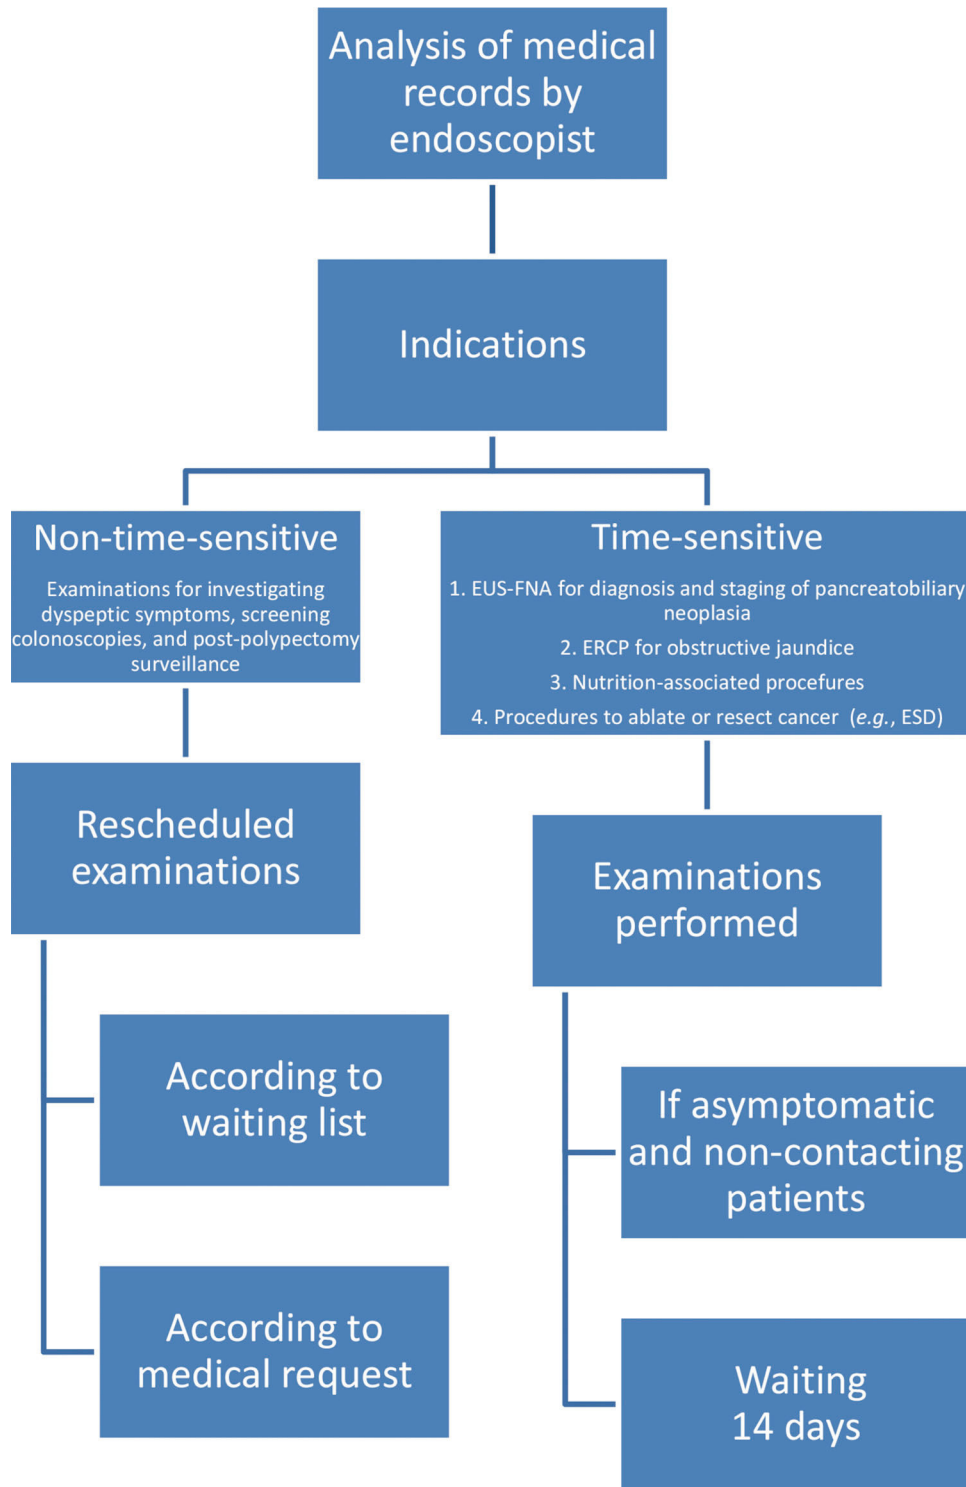 Analysis of medical
records by
endoscopist
Indications
Non-time-sensitive
Examinations for investigating
dyspeptic symptoms, screening
colonoscopies, and post-polypectomy
surveillance
Time-sensitive
1. EUS-FNA for diagnosis and staging of pancreatobiliary
neoplasia
2. ERCP for obstructive jaundice
3. Nutrition-associated procefures
4. Procedures to ablate or resect cancer (e.g., ESD)
Rescheduled
examinations
Examinations
performed
According to
waiting list
If asymptomatic
and non-contacting
patients
According to
medical request
Waiting
14 days